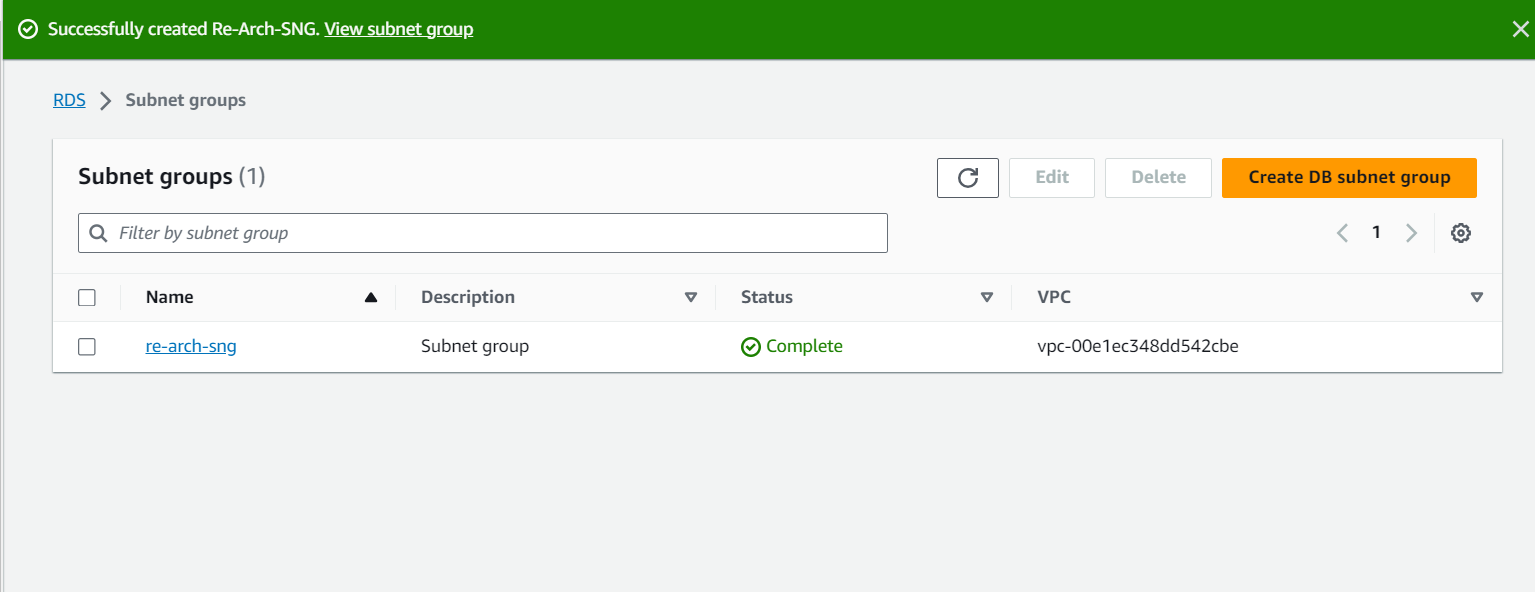 Successfully created Re-Arch-SNG. View subnet group
RDS Subnet groups
Subnet groups (1)
Edit Delete Create DB subnet group
Filter by subnet group
1
Name Description Status VPC
re-arch-sng Subnet group Complete vpc-00e1ec348dd542cbe